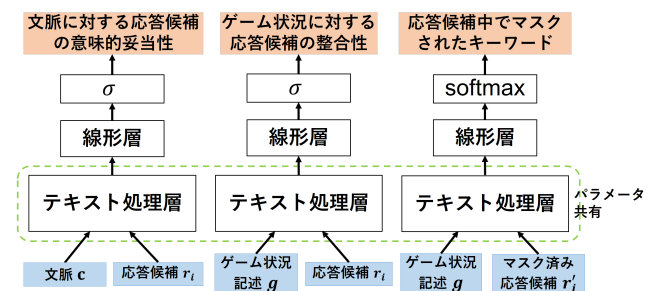 文脈に対する応答候補
の意味的妥当性
ゲーム状況に対する
応答候補の整合性
応答候補中でマスク
されたキーワード
σ
σ
softmax
線形層
線形層
線形層
テキスト処理層
テキスト処理層
テキスト処理層
パラメータ
共有
文脈 c
応答候補 rᵢ
ゲーム状況
記述 g
応答候補 rᵢ
ゲーム状況
記述 g
マスク済み
応答候補 r′ᵢ